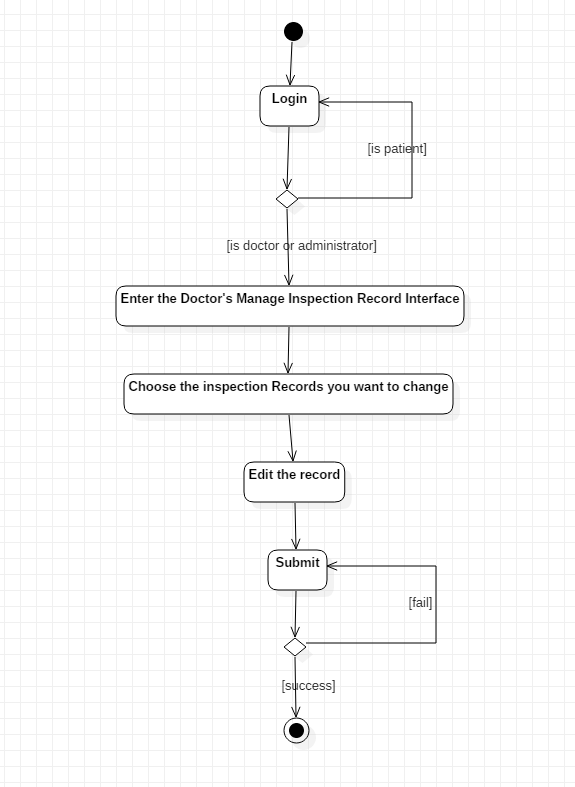 Login
[is patient]
[is doctor or administrator]
Enter the Doctor's Manage Inspection Record Interface
Choose the inspection Records you want to change
Edit the record
Submit
[fail]
[success]